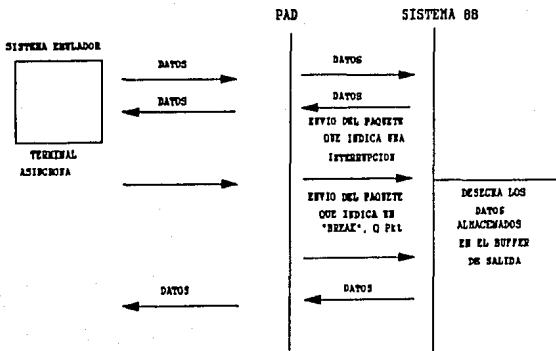 PAD
SISTEMA 88
SISTEMA EMULADOR
DATOS
DATOS
DATOS
DATOS
ENVIO DEL PAQUETE
QUE INDICA UNA
INTERRUPCION
TERMINAL
ASINCRONA
ENVIO DEL PAQUETE
QUE INDICA UN
"BREAK", Q Pkt
DESECHA LOS
DATOS
ALMACENADOS
EN EL BUFFER
DE SALIDA
DATOS
DATOS